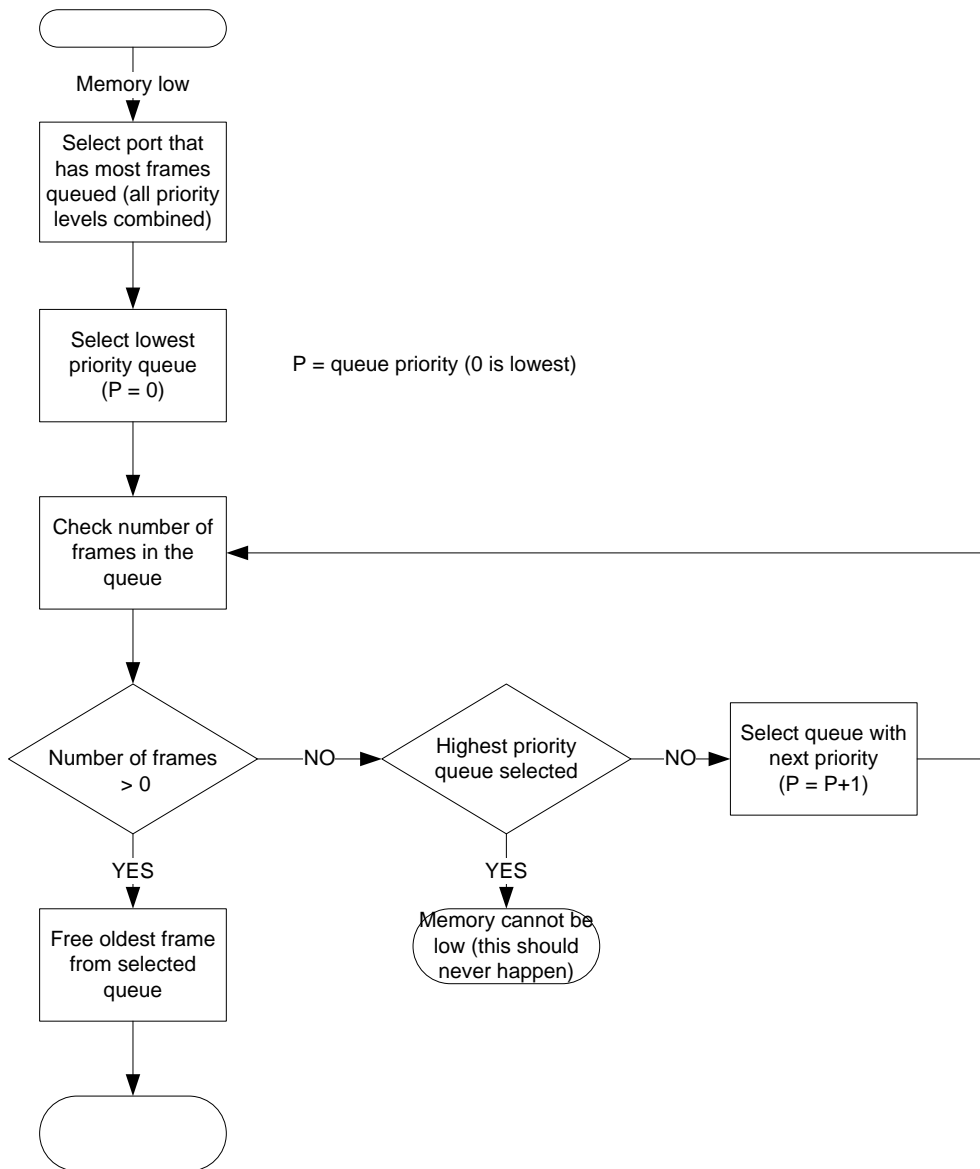 Memory low
Select port that
has most frames
queued (all priority
levels combined)
Select lowest
priority queue
(P = 0)
P = queue priority (0 is lowest)
Check number of
frames in the
queue
Number of frames
> 0
NO
Highest priority
queue selected
NO
Select queue with
next priority
(P = P+1)
YES
YES
Free oldest frame
from selected
queue
Memory cannot be
low (this should
never happen)